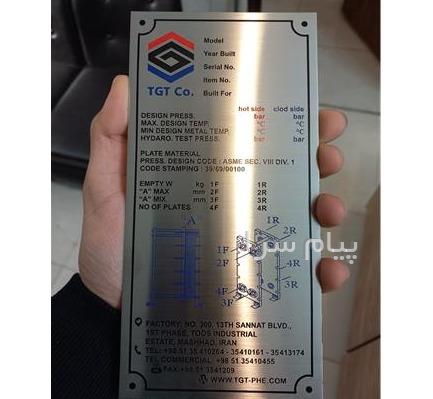 TGT Co.
Model
Year Built
Serial No.
Item No.
Built For
hot side clod side
DESIGN PRESS. bar bar
MAX. DESIGN TEMP. °C °C
MIN DESIGN METAL TEMP. °C °C
HYDARO. TEST PRESS. bar bar
PLATE MATERIAL
PRESS. DESIGN CODE : ASME SEC. VIII DIV. 1
CODE STAMPING : 39/69/00100
EMPTY W kg 1F 1R
"A" MAX mm 2F 2R
"A" MIX mm 3F 3R
NO OF PLATES 4F 4R
A
1R
2R
1F
2F
4R
3R
4F
3F
پیام سرا
FACTORY: NO. 300, 13TH SANNAT BLVD.,
1ST PHASE, TOOS INDUSTRIAL
ESTATE, MASHHAD, IRAN
TEL: +98 51 35 410264 - 35410161 - 35413174
TEL COMMERCIAL +98 51 35410455
FAX:+98.51 3541209
WWW.TGT-PHE.COM